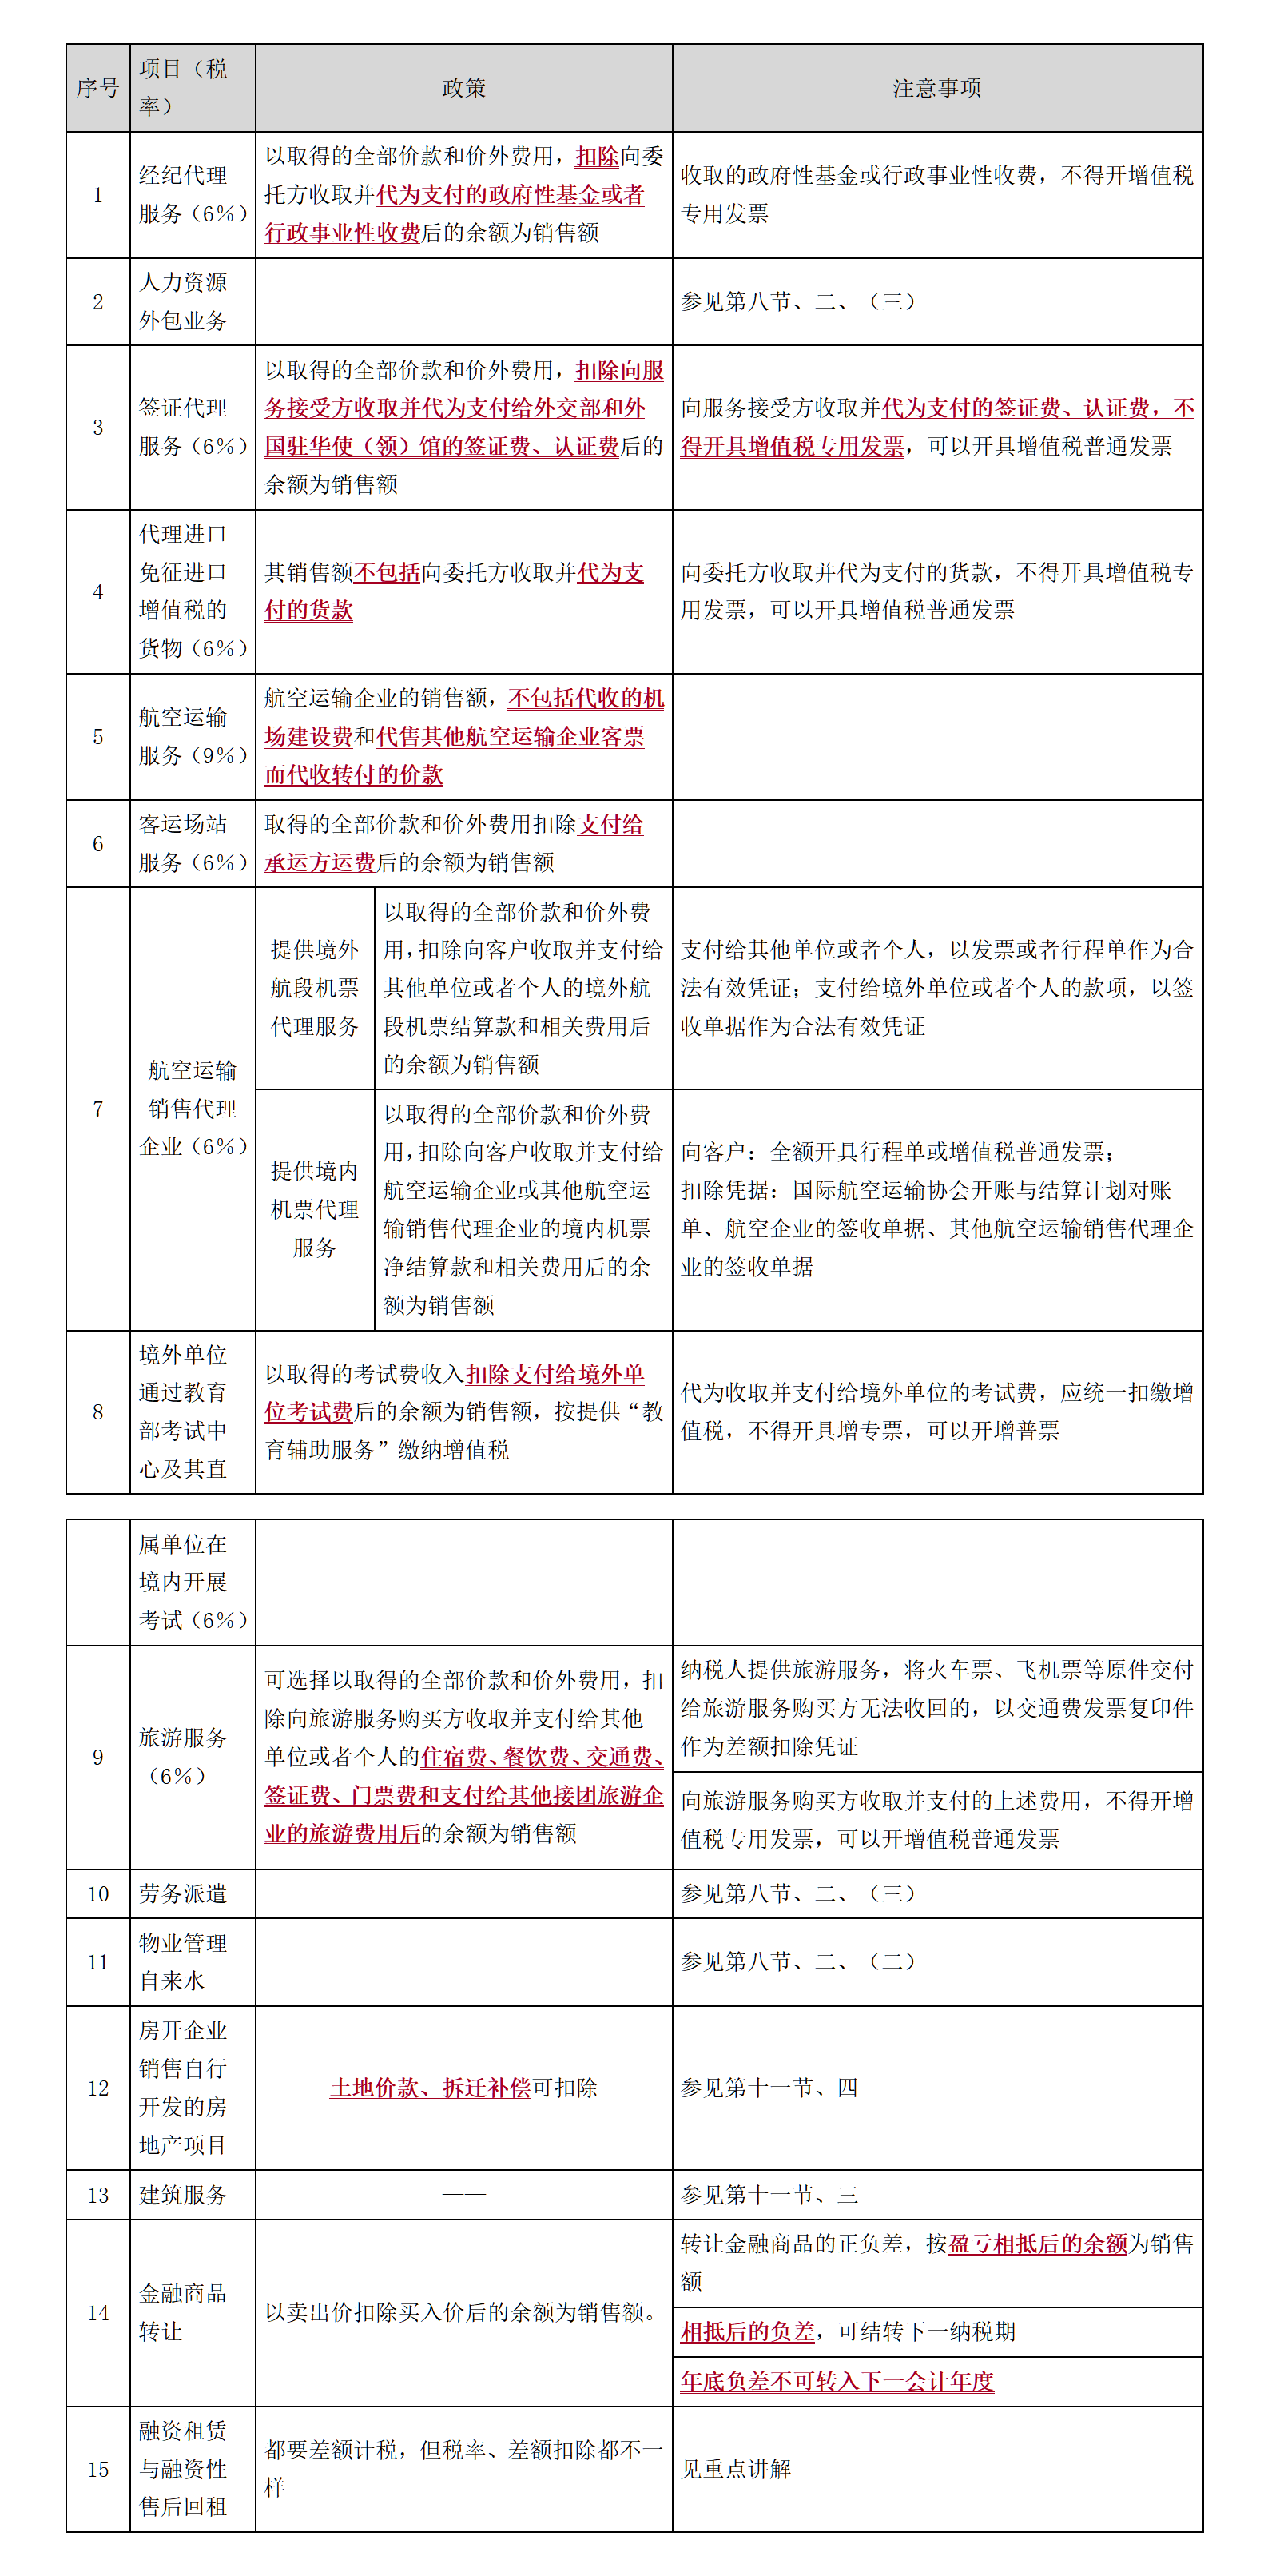 序号
项目（税
率）
政策
注意事项
1
经纪代理
服务（6%）
以取得的全部价款和价外费用，扣除向委
托方收取并代为支付的政府性基金或者
行政事业性收费后的余额为销售额
收取的政府性基金或行政事业性收费，不得开增值税
专用发票
2
人力资源
外包业务
———————
参见第八节、二、（三）
3
签证代理
服务（6%）
以取得的全部价款和价外费用，扣除向服
务接受方收取并代为支付给外交部和外
国驻华使（领）馆的签证费、认证费后的
余额为销售额
向服务接受方收取并代为支付的签证费、认证费，不
得开具增值税专用发票，可以开具增值税普通发票
4
代理进口
免征进口
增值税的
货物（6%）
其销售额不包括向委托方收取并代为支
付的货款
向委托方收取并代为支付的货款，不得开具增值税专
用发票，可以开具增值税普通发票
5
航空运输
服务（9%）
航空运输企业的销售额，不包括代收的机
场建设费和代售其他航空运输企业客票
而代收转付的价款
6
客运场站
服务（6%）
取得的全部价款和价外费用扣除支付给
承运方运费后的余额为销售额
7
航空运输
销售代理
企业（6%）
提供境外
航段机票
代理服务
以取得的全部价款和价外费
用，扣除向客户收取并支付给
其他单位或者个人的境外航
段机票结算款和相关费用后
的余额为销售额
支付给其他单位或者个人，以发票或者行程单作为合
法有效凭证；支付给境外单位或者个人的款项，以签
收单据作为合法有效凭证
提供境内
机票代理
服务
以取得的全部价款和价外费
用，扣除向客户收取并支付给
航空运输企业或其他航空运
输销售代理企业的境内机票
净结算款和相关费用后的余
额为销售额
向客户：全额开具行程单或增值税普通发票；
扣除凭据：国际航空运输协会开账与结算计划对账
单、航空企业的签收单据、其他航空运输销售代理企
业的签收单据
8
境外单位
通过教育
部考试中
心及其直
以取得的考试费收入扣除支付给境外单
位考试费后的余额为销售额，按提供“教
育辅助服务”缴纳增值税
代为收取并支付给境外单位的考试费，应统一扣缴增
值税，不得开具增专票，可以开增普票
属单位在
境内开展
考试（6%）
9
旅游服务
（6%）
可选择以取得的全部价款和价外费用，扣
除向旅游服务购买方收取并支付给其他
单位或者个人的住宿费、餐饮费、交通费、
签证费、门票费和支付给其他接团旅游企
业的旅游费用后的余额为销售额
纳税人提供旅游服务，将火车票、飞机票等原件交付
给旅游服务购买方无法收回的，以交通费发票复印件
作为差额扣除凭证
向旅游服务购买方收取并支付的上述费用，不得开增
值税专用发票，可以开增值税普通发票
10
劳务派遣
——
参见第八节、二、（三）
11
物业管理
自来水
——
参见第八节、二、（二）
12
房开企业
销售自行
开发的房
地产项目
土地价款、拆迁补偿可扣除
参见第十一节、四
13
建筑服务
——
参见第十一节、三
14
金融商品
转让
以卖出价扣除买入价后的余额为销售额。
转让金融商品的正负差，按盈亏相抵后的余额为销售
额
相抵后的负差，可结转下一纳税期
年底负差不可转入下一会计年度
15
融资租赁
与融资性
售后回租
都要差额计税，但税率、差额扣除都不一
样
见重点讲解